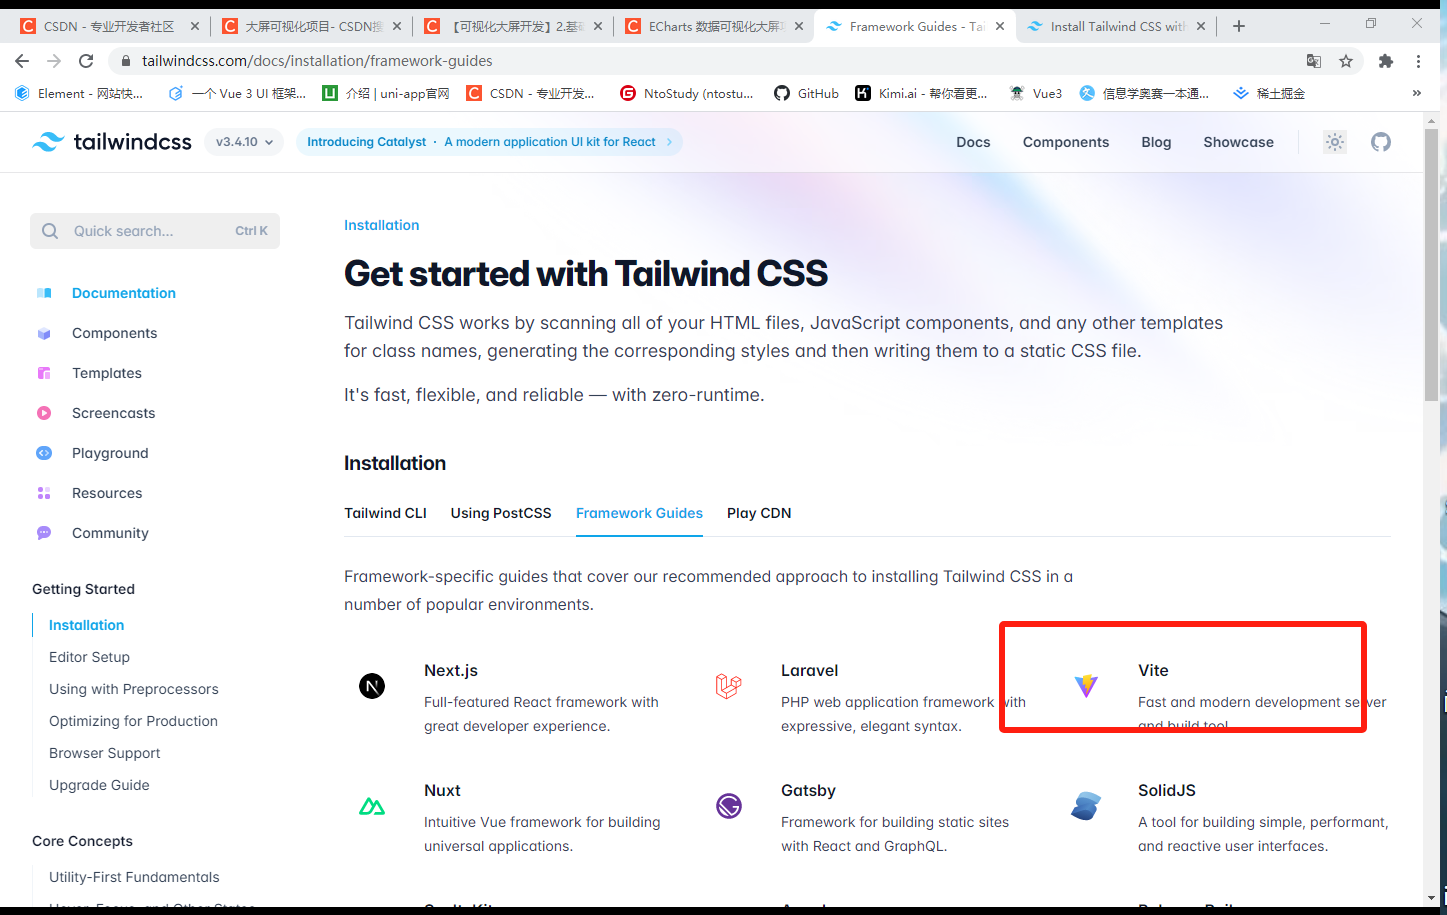 CSDN - 专业开发者社区
大屏可视化项目- CSDN搜
【可视化大屏开发】2.基础
ECharts 数据可视化大屏项
Framework Guides - Tai
Install Tailwind CSS with
tailwindcss.com/docs/installation/framework-guides
Element - 网站快...
一个 Vue 3 UI 框架...
介绍 | uni-app官网
CSDN - 专业开发...
NtoStudy (ntostu...
GitHub
Kimi.ai - 帮你看更...
Vue3
信息学奥赛一本通...
稀土掘金
»
tailwindcss
v3.4.10
Introducing Catalyst · A modern application UI kit for React
Docs
Components
Blog
Showcase
Quick search...
Ctrl K
Documentation
Components
Templates
Screencasts
Playground
Resources
Community
Getting Started
Installation
Editor Setup
Using with Preprocessors
Optimizing for Production
Browser Support
Upgrade Guide
Core Concepts
Utility-First Fundamentals
Hover, Focus, and Other States
Installation
Get started with Tailwind CSS
Tailwind CSS works by scanning all of your HTML files, JavaScript components, and any other templates
for class names, generating the corresponding styles and then writing them to a static CSS file.
It's fast, flexible, and reliable — with zero-runtime.
Installation
Tailwind CLI
Using PostCSS
Framework Guides
Play CDN
Framework-specific guides that cover our recommended approach to installing Tailwind CSS in a
number of popular environments.
Next.js
Full-featured React framework with
great developer experience.
Laravel
PHP web application framework with
expressive, elegant syntax.
Vite
Fast and modern development server
and build tool.
Nuxt
Intuitive Vue framework for building
universal applications.
Gatsby
Framework for building static sites
with React and GraphQL.
SolidJS
A tool for building simple, performant,
and reactive user interfaces.